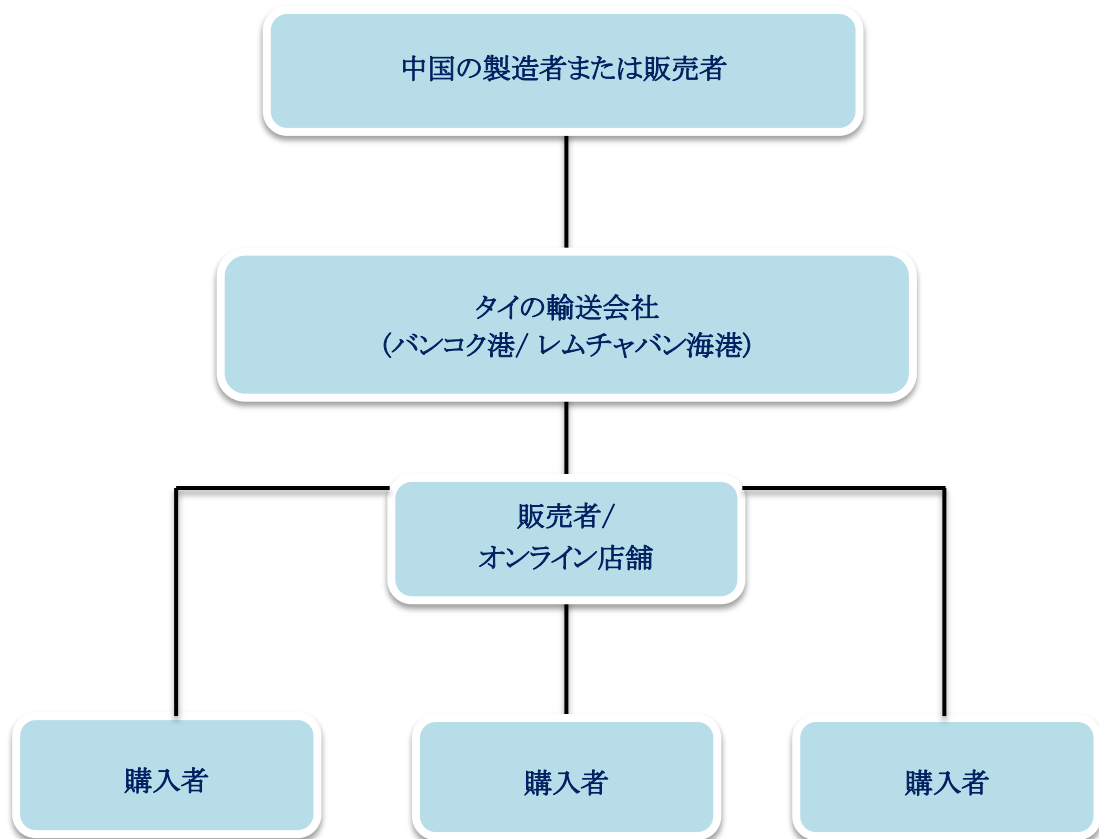 中国の製造者または販売者
タイの輸送会社
(バンコク港/ レムチャバン海港)
販売者/
オンライン店舗
購入者
購入者
購入者